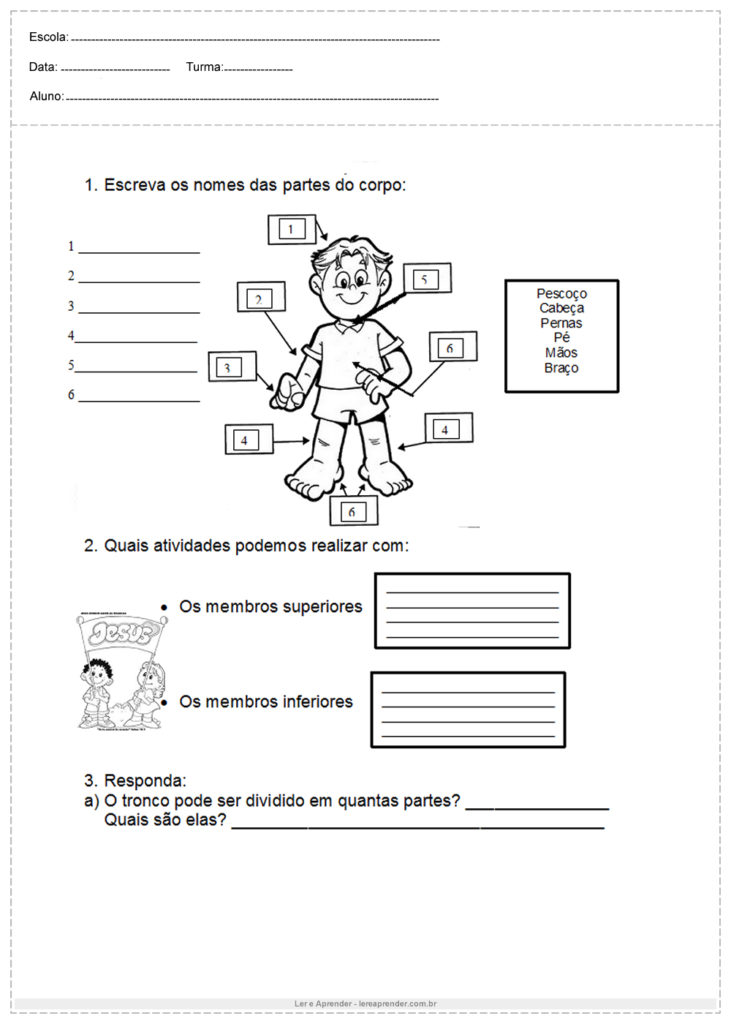 Escola:
Data: Turma:
Aluno:
1. Escreva os nomes das partes do corpo:
1
1
2
3
4
5
6
5
2
6
3
4
4
6
Pescoço
Cabeça
Pernas
Pé
Mãos
Braço
2. Quais atividades podemos realizar com:
• Os membros superiores
JESUS
• Os membros inferiores
3. Responda:
a) O tronco pode ser dividido em quantas partes?
Quais são elas?
Ler e Aprender - lereaprender.com.br